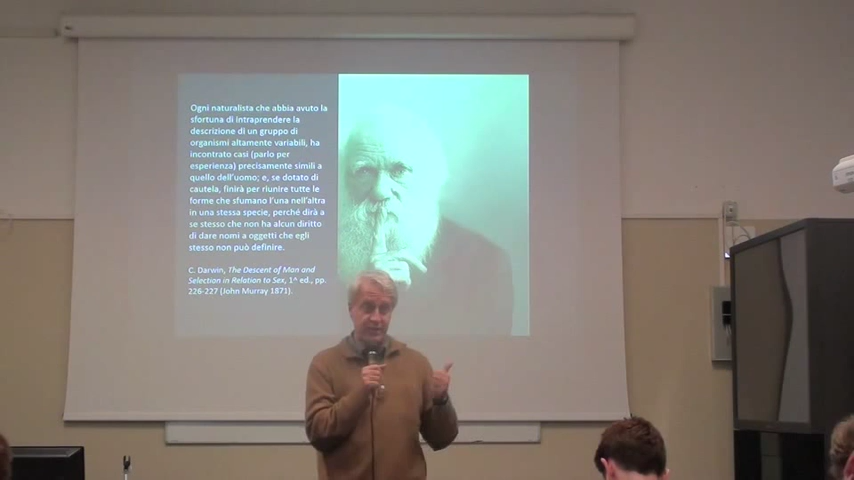 Ogni naturalista che abbia avuto la
sfortuna di intraprendere la
descrizione di un gruppo di
organismi altamente variabili, ha
incontrato casi (parlo per
esperienza) precisamente simili a
quello dell'uomo; e, se dotato di
cautela, finirà per riunire tutte le
forme che sfumano l'una nell'altra
in una stessa specie, perché dirà a
se stesso che non ha alcun diritto
di dare nomi a oggetti che egli
stesso non può definire.
C. Darwin, The Descent of Man and
Selection in Relation to Sex, 1^ ed., pp.
226-227 (John Murray 1871).